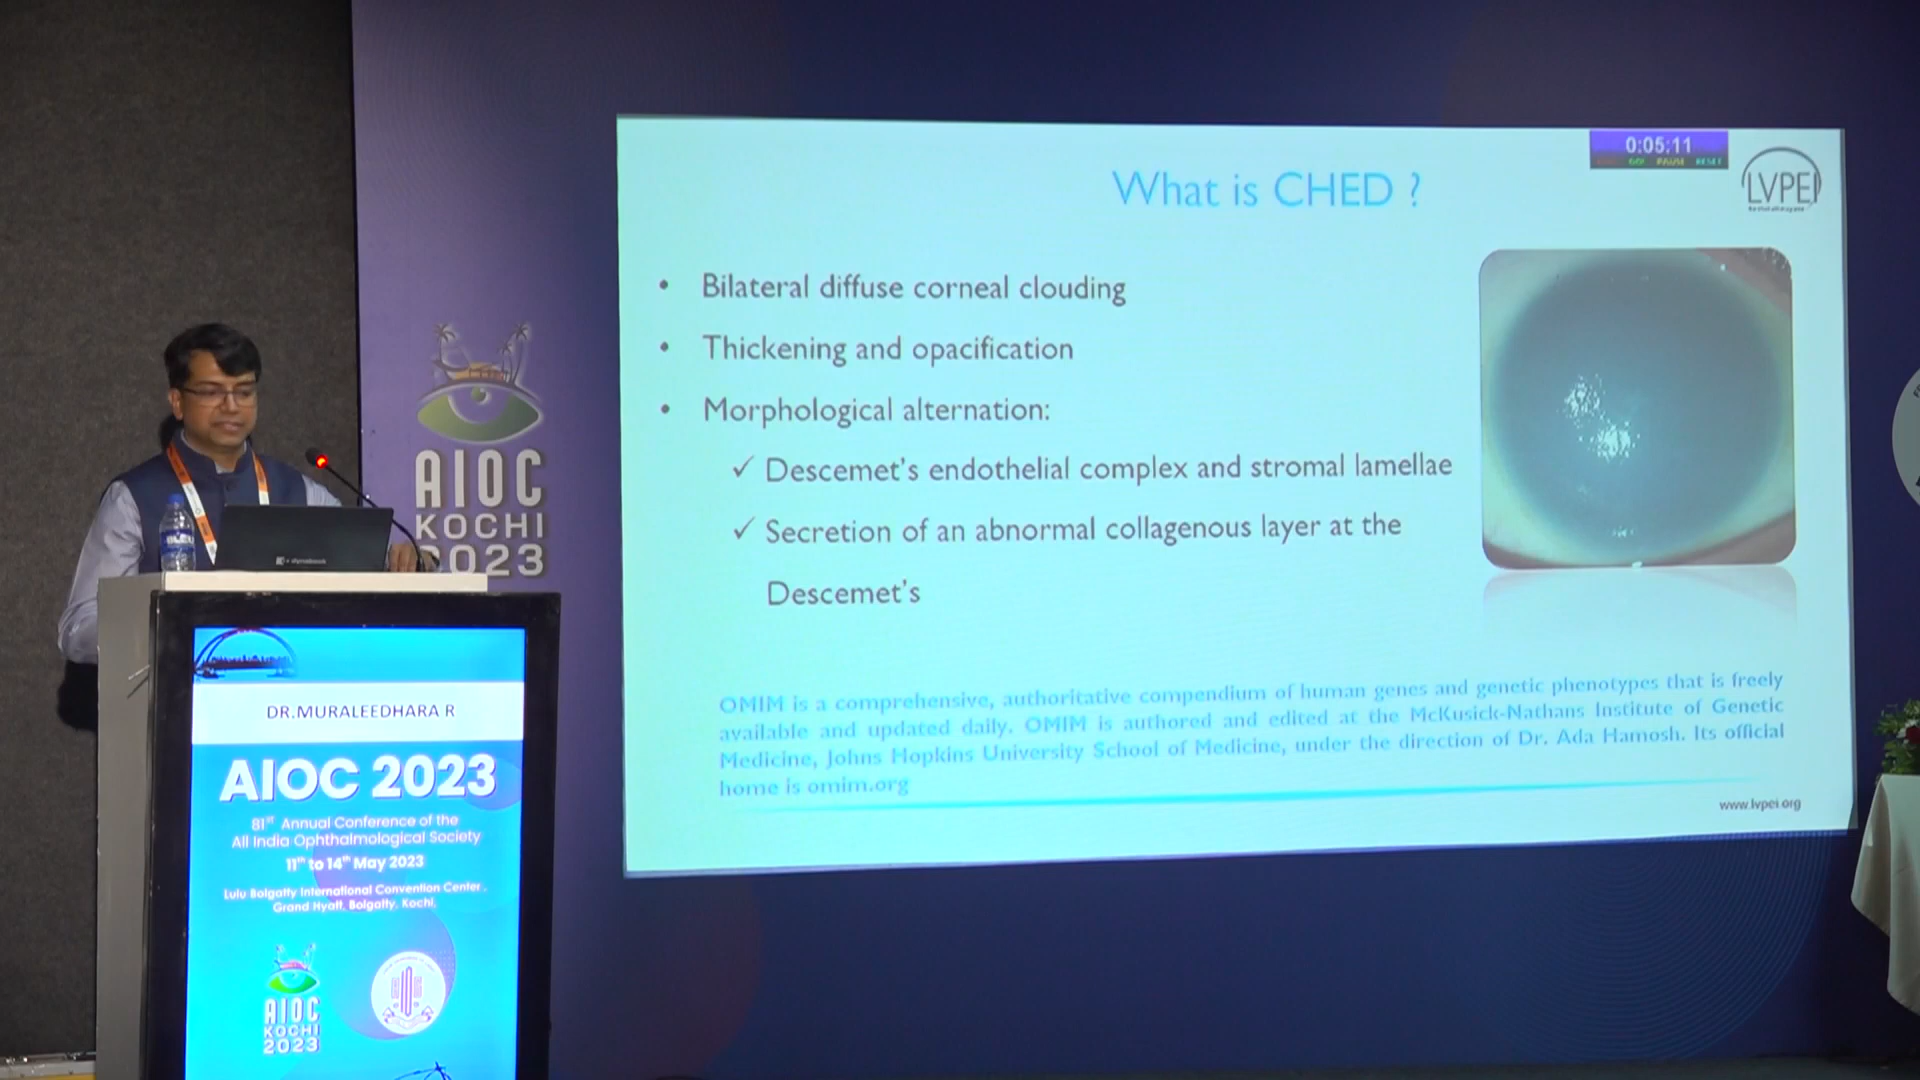 0:05:11
PAUSE RESET
LVPEI
What is CHED ?
• Bilateral diffuse corneal clouding
• Thickening and opacification
• Morphological alternation:
✓ Descemet's endothelial complex and stromal lamellae
✓ Secretion of an abnormal collagenous layer at the
Descemet's
OMIM is a comprehensive, authoritative compendium of human genes and genetic phenotypes that is freely
available and updated daily. OMIM is authored and edited at the McKusick-Nathans Institute of Genetic
Medicine, Johns Hopkins University School of Medicine, under the direction of Dr. Ada Hamosh. Its official
home is omim.org
www.lvpei.org
AIOC
KOCHI
2023
BLEU
dynabook
DR.MURALEEDHARA R
AIOC 2023
81st Annual Conference of the
All India Ophthalmological Society
11th to 14th May 2023
Lulu Bolgatty International Convention Center,
Grand Hyatt, Bolgatty, Kochi.
AIOC
KOCHI
2023